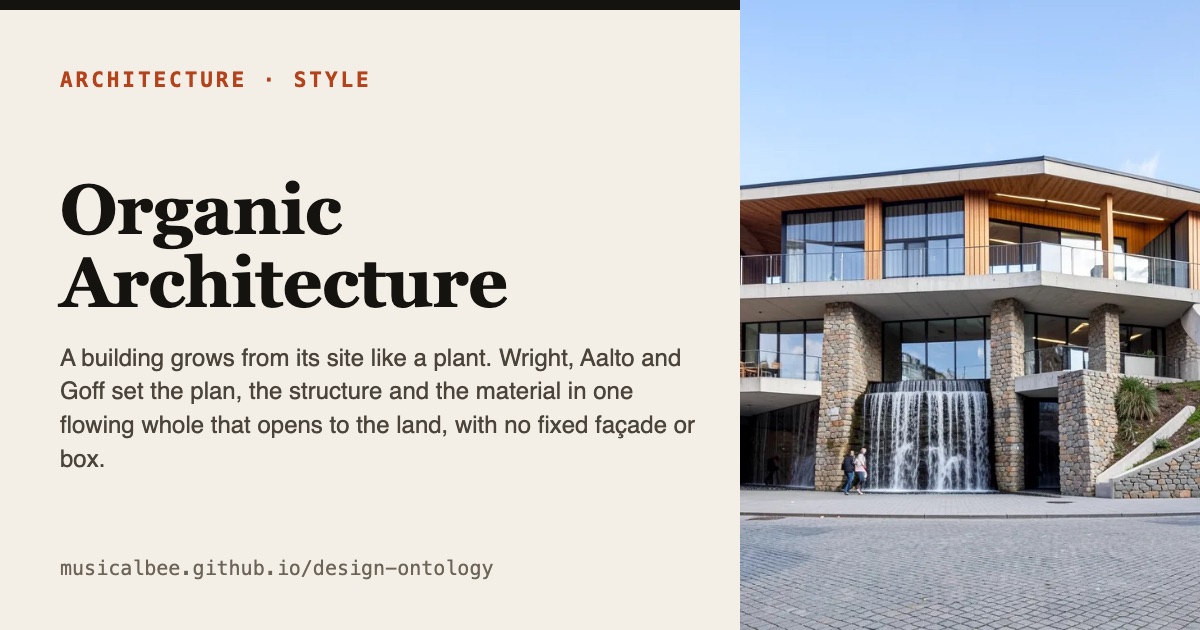 ARCHITECTURE · STYLE
Organic
Architecture
A building grows from its site like a plant. Wright, Aalto and
Goff set the plan, the structure and the material in one
flowing whole that opens to the land, with no fixed façade or
box.
musicalbee.github.io/design-ontology